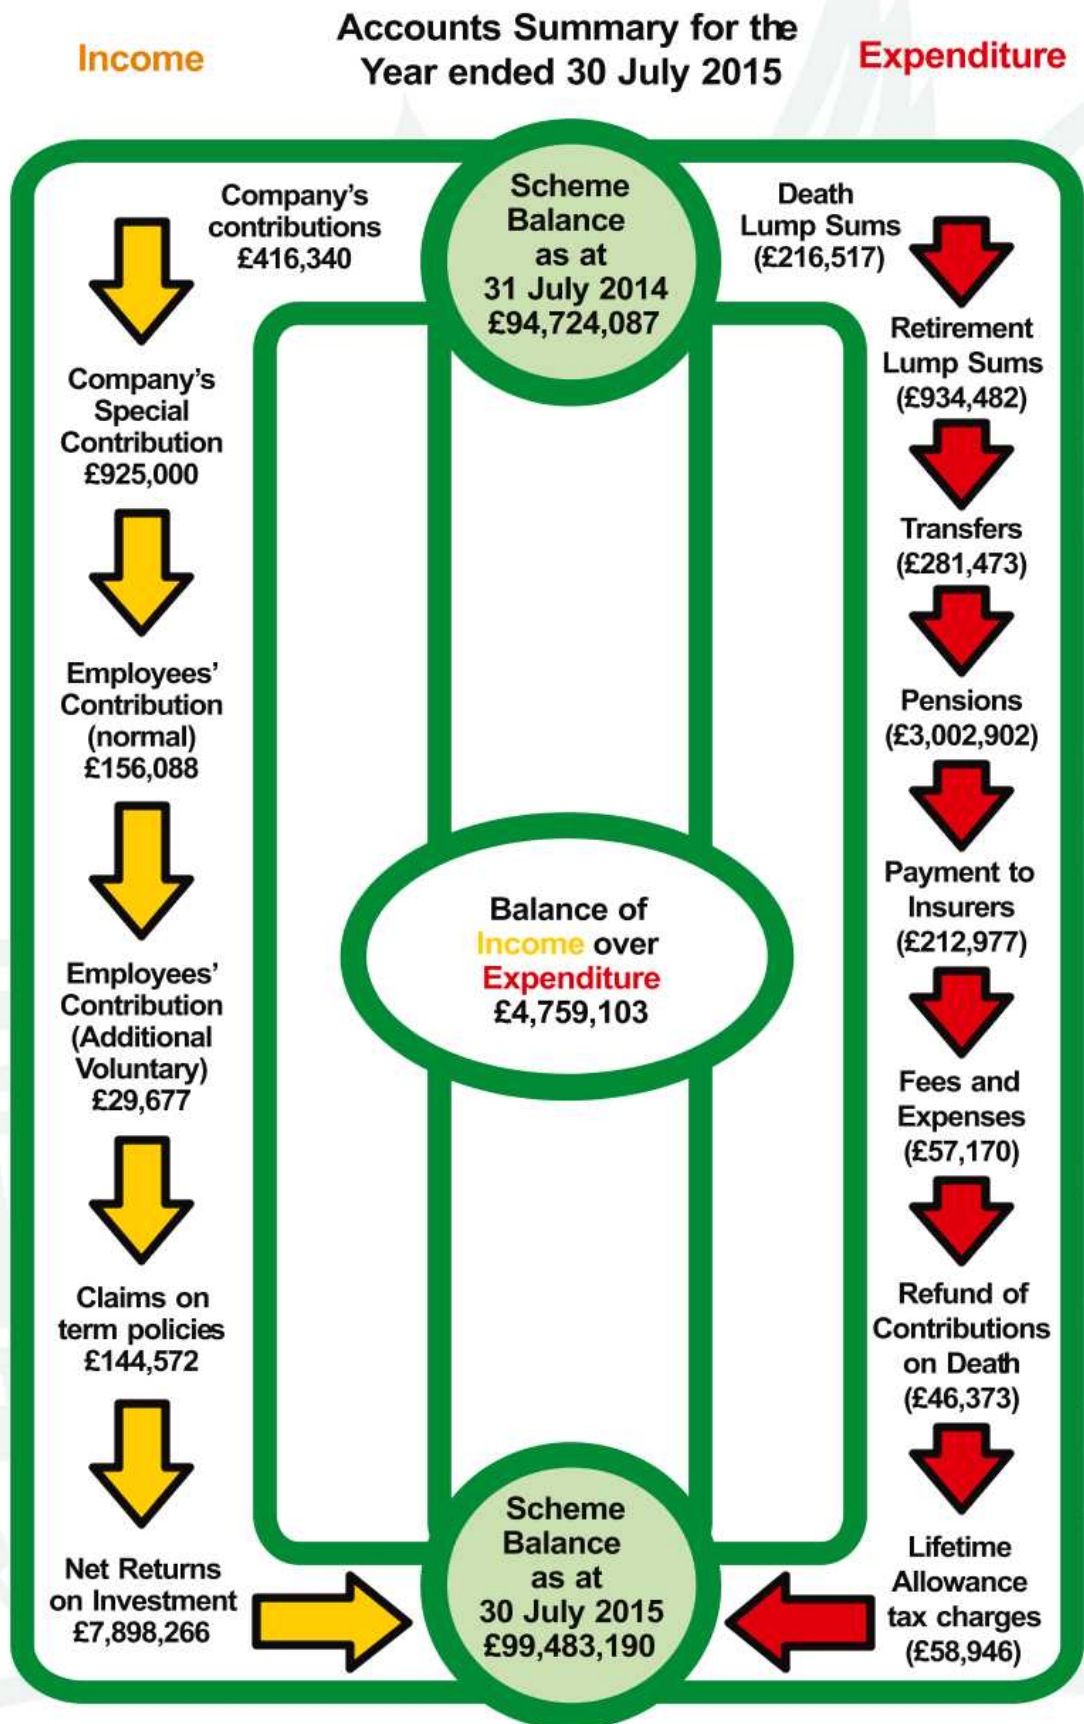 Income
Accounts Summary for the
Year ended 30 July 2015
Expenditure
Company's
contributions
£416,340
Company's
Special
Contribution
£925,000
Employees'
Contribution
(normal)
£156,088
Employees'
Contribution
(Additional
Voluntary)
£29,677
Claims on
term policies
£144,572
Net Returns
on Investment
£7,898,266
Scheme
Balance
as at
31 July 2014
£94,724,087
Balance of
Income over
Expenditure
£4,759,103
Scheme
Balance
as at
30 July 2015
£99,483,190
Death
Lump Sums
(£216,517)
Retirement
Lump Sums
(£934,482)
Transfers
(£281,473)
Pensions
(£3,002,902)
Payment to
Insurers
(£212,977)
Fees and
Expenses
(£57,170)
Refund of
Contributions
on Death
(£46,373)
Lifetime
Allowance
tax charges
(£58,946)